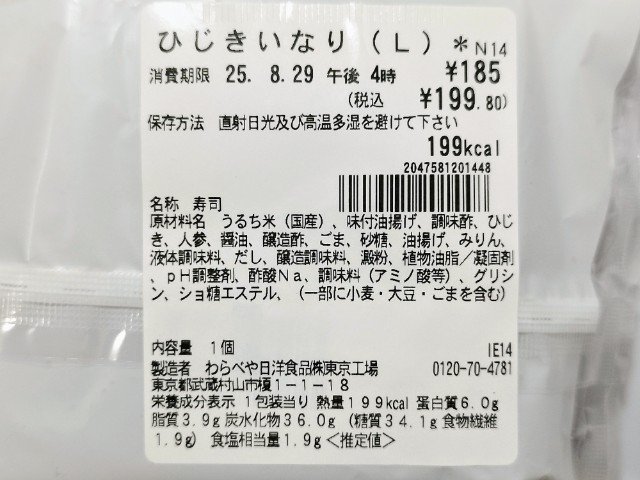 ひじきいなり(L) *N14
消費期限 25. 8.29 午後 4時 ¥185
(税込 ¥199.80)
保存方法 直射日光及び高温多湿を避けて下さい
199kcal
2047581201448
名称 寿司
原材料名 うるち米(国産)、味付油揚げ、調味酢、ひじ
き、人参、醤油、醸造酢、ごま、砂糖、油揚げ、みりん、
液体調味料、だし、醸造調味料、澱粉、植物油脂/凝固剤
、pH調整剤、酢酸Na、調味料(アミノ酸等)、グリシ
ン、ショ糖エステル、(一部に小麦・大豆・ごまを含む)
内容量 1個 IE14
製造者 わらべや日洋食品㈱東京工場 0120-70-4781
東京都武蔵村山市榎1-1-18
栄養成分表示 1包装当り 熱量199kcal 蛋白質6.0g
脂質3.9g 炭水化物36.0g (糖質34.1g 食物繊維
1.9g) 食塩相当量1.9g<推定値>